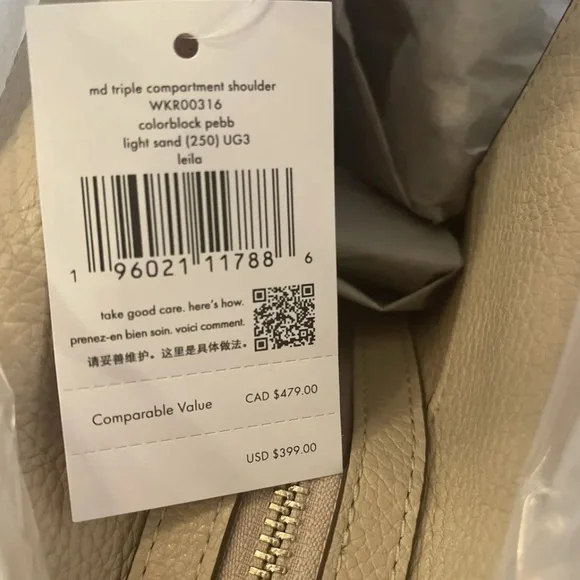 md triple compartment shoulder
WKR00316
colorblock pebb
light sand (250) UG3
leila
1 96021 11788 6
take good care. here's how.
prenez-en bien soin. voici comment.
请妥善维护。这里是具体做法。
Comparable Value CAD $479.00
USD $399.00